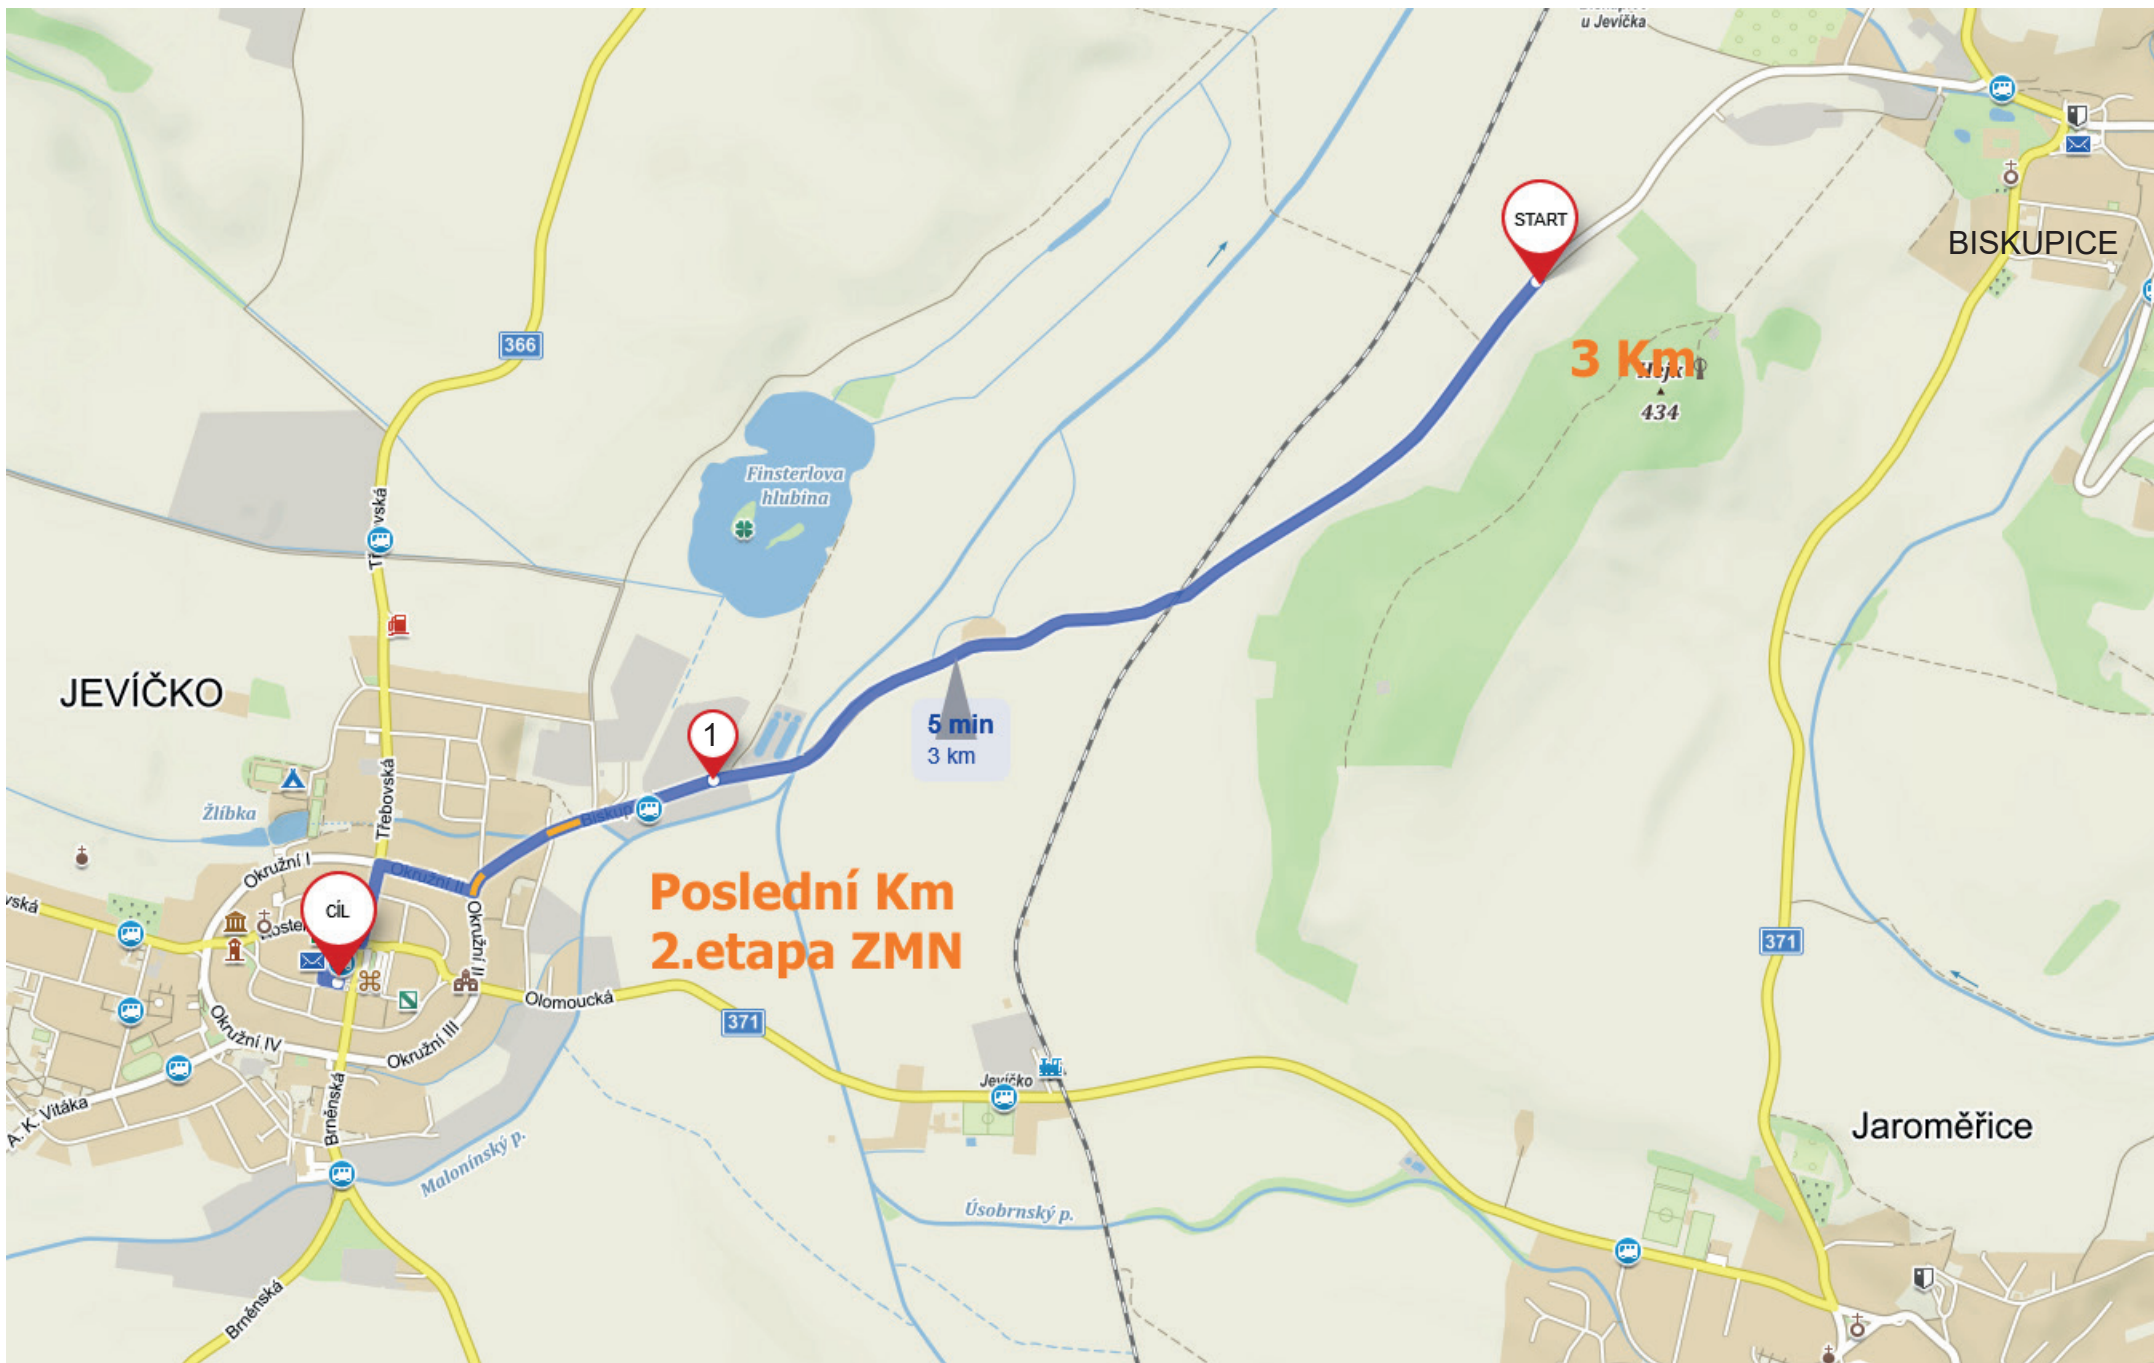 u Jevíčka
START
BISKUPICE
366
3 Km
434
Finsterlova
hlubina
JEVÍČKO
1
5 min
3 km
Třebovská
Žlíbka
Biskup
Okružní I
Okružní II
vská
CÍL
Poslední Km
2.etapa ZMN
Okružní II
371
Olomoucká
371
Okružní IV
Okružní III
Jevíčko
A. K. Vitáka
Brněnská
Jaroměřice
Malonínský p.
Úsobrnský p.
Brněnská